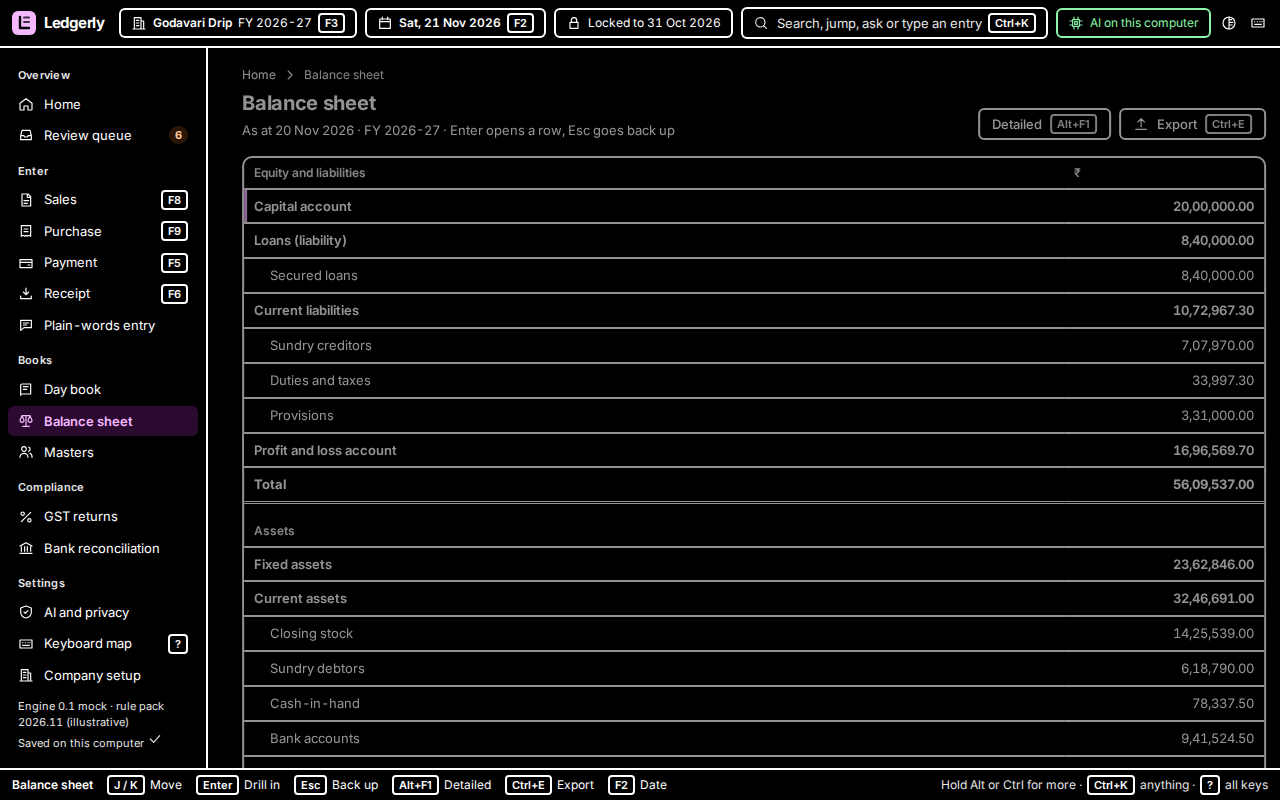 Ledgerly
Godavari Drip FY 2026-27 F3
Sat, 21 Nov 2026 F2
Locked to 31 Oct 2026
Search, jump, ask or type an entry Ctrl+K
AI on this computer
Overview
Home
Review queue 6
Enter
Sales F8
Purchase F9
Payment F5
Receipt F6
Plain-words entry
Books
Day book
Balance sheet
Masters
Compliance
GST returns
Bank reconciliation
Settings
AI and privacy
Keyboard map ?
Company setup
Engine 0.1 mock · rule pack
2026.11 (illustrative)
Saved on this computer
Home Balance sheet
Balance sheet
As at 20 Nov 2026 · FY 2026-27 · Enter opens a row, Esc goes back up
Detailed Alt+F1
Export Ctrl+E
Equity and liabilities ₹
Capital account 20,00,000.00
Loans (liability) 8,40,000.00
Secured loans 8,40,000.00
Current liabilities 10,72,967.30
Sundry creditors 7,07,970.00
Duties and taxes 33,997.30
Provisions 3,31,000.00
Profit and loss account 16,96,569.70
Total 56,09,537.00
Assets
Fixed assets 23,62,846.00
Current assets 32,46,691.00
Closing stock 14,25,539.00
Sundry debtors 6,18,790.00
Cash-in-hand 78,337.50
Bank accounts 9,41,524.50
Balance sheet J / K Move Enter Drill in Esc Back up Alt+F1 Detailed Ctrl+E Export F2 Date
Hold Alt or Ctrl for more · Ctrl+K anything · ? all keys